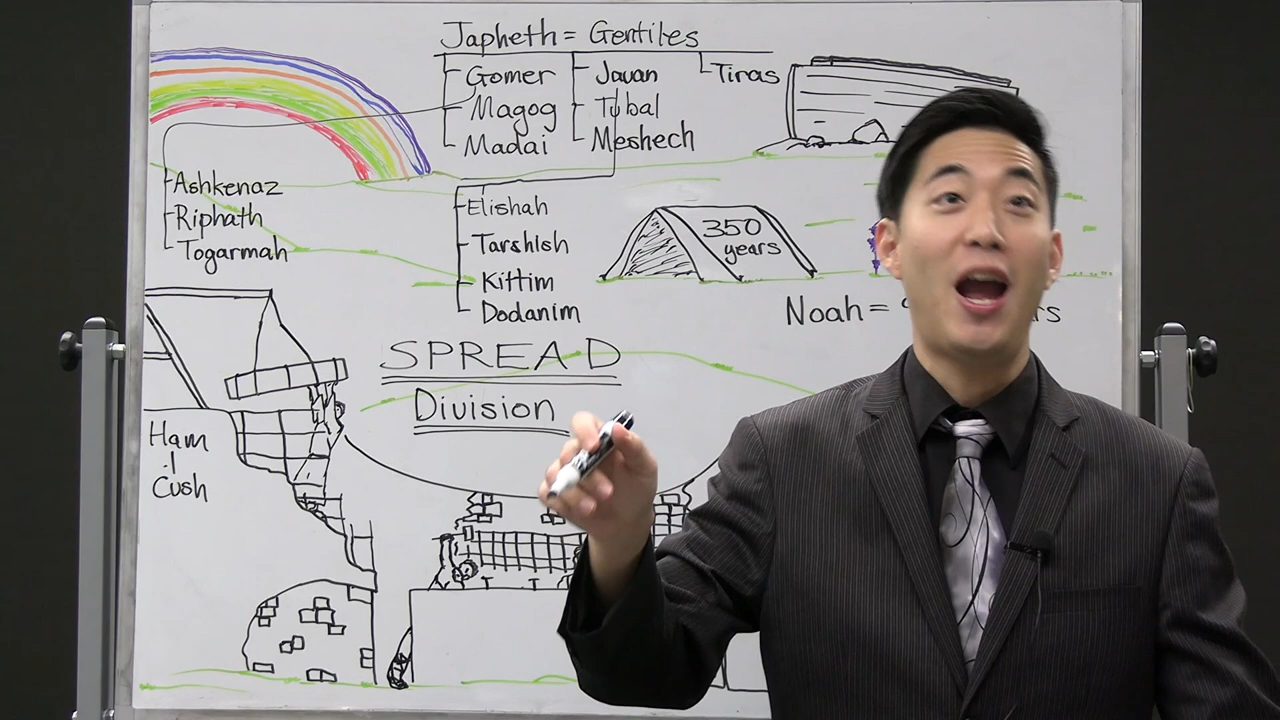 Japheth = Gentiles
Gomer
Magog
Madai
Javan
Tubal
Meshech
Tiras
Ashkenaz
Riphath
Togarmah
Elishah
Tarshish
Kittim
Dodanim
350
years
Noah =
SPREAD
Division
Ham
Cush